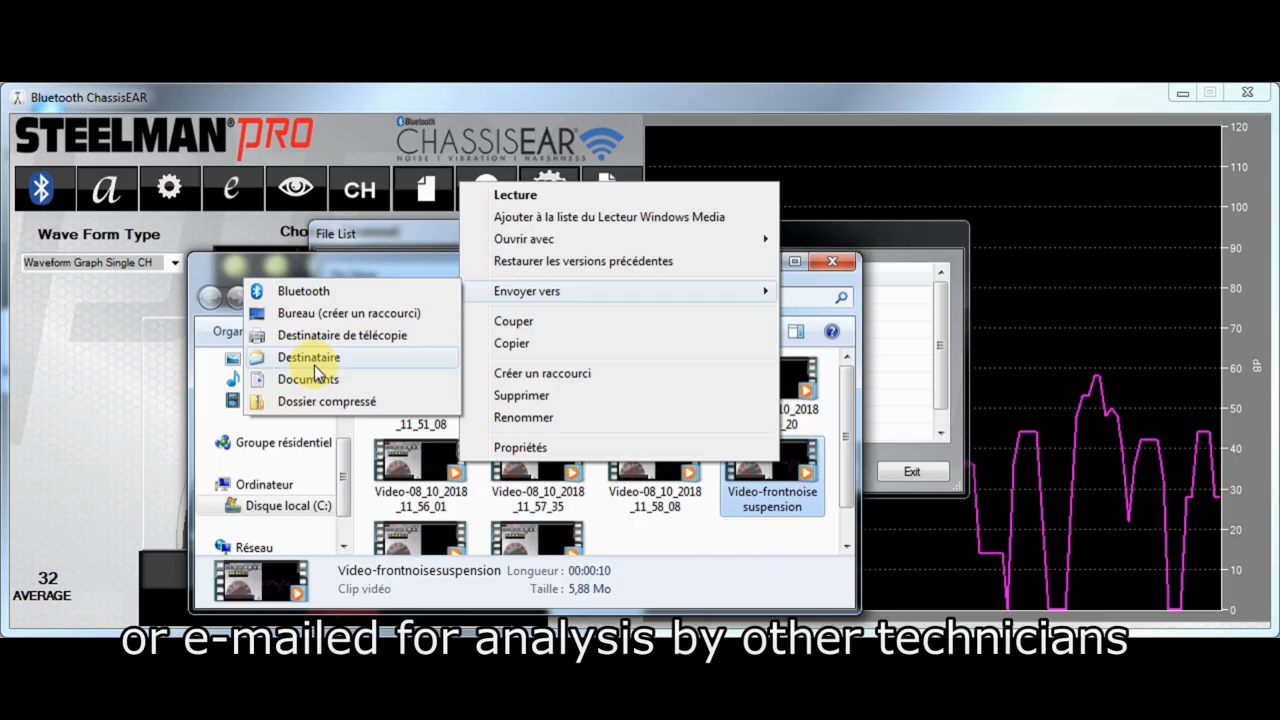 Bluetooth ChassisEAR
STEELMAN® PRO
Bluetooth
CHASSISEAR®
NOISE | VIBRATION | HARSHNESS
a
e
CH
Wave Form Type
Cho
Waveform Graph Single CH
File List
Lecture
Ajouter à la liste du Lecteur Windows Media
Ouvrir avec
Restaurer les versions précédentes
Envoyer vers
Couper
Copier
Créer un raccourci
Supprimer
Renommer
Propriétés
Bluetooth
Bureau (créer un raccourci)
Destinataire de télécopie
Destinataire
Documents
Dossier compressé
Organ
Groupe résidentiel
Ordinateur
Disque local (C:)
Réseau
_11_51_08
10_2018
_20
Video-08_10_2018
_11_56_01
Video-08_10_2018
_11_57_35
Video-08_10_2018
_11_58_08
Video-frontnoise
suspension
Video-frontnoisesuspension Longueur : 00:00:10
Clip vidéo Taille : 5,88 Mo
Exit
120
110
100
90
80
70
60
50
40
30
20
10
0
dB
32
AVERAGE
or e-mailed for analysis by other technicians